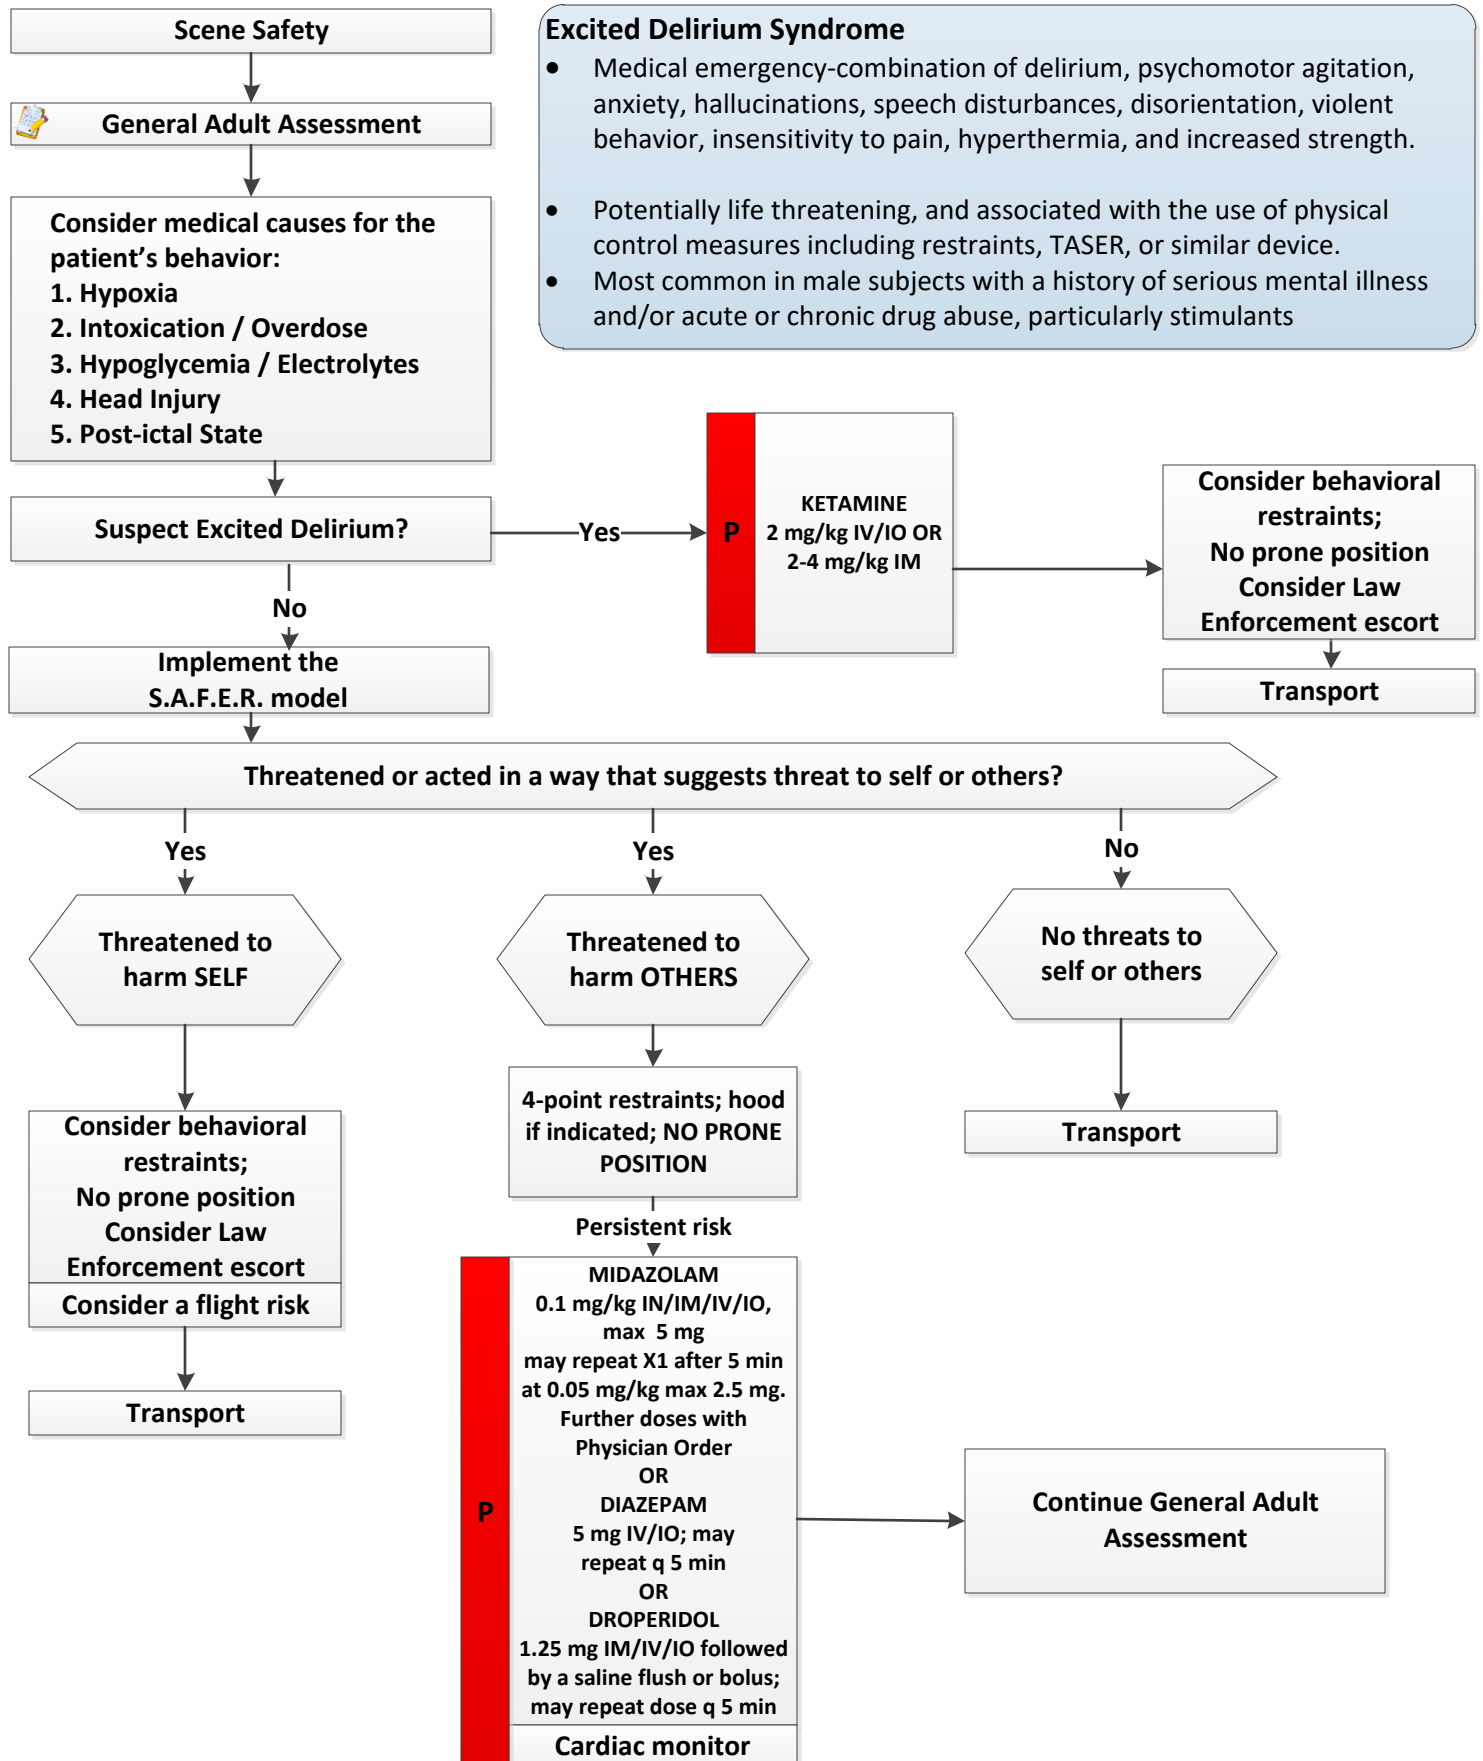 Scene Safety
General Adult Assessment
Consider medical causes for the
patient’s behavior:
1. Hypoxia
2. Intoxication / Overdose
3. Hypoglycemia / Electrolytes
4. Head Injury
5. Post-ictal State
Excited Delirium Syndrome
• Medical emergency-combination of delirium, psychomotor agitation,
anxiety, hallucinations, speech disturbances, disorientation, violent
behavior, insensitivity to pain, hyperthermia, and increased strength.
• Potentially life threatening, and associated with the use of physical
control measures including restraints, TASER, or similar device.
• Most common in male subjects with a history of serious mental illness
and/or acute or chronic drug abuse, particularly stimulants
Suspect Excited Delirium?
Yes
P
KETAMINE
2 mg/kg IV/IO OR
2-4 mg/kg IM
Consider behavioral
restraints;
No prone position
Consider Law
Enforcement escort
Transport
No
Implement the
S.A.F.E.R. model
Threatened or acted in a way that suggests threat to self or others?
Yes
Threatened to
harm SELF
Consider behavioral
restraints;
No prone position
Consider Law
Enforcement escort
Consider a flight risk
Transport
Yes
Threatened to
harm OTHERS
4-point restraints; hood
if indicated; NO PRONE
POSITION
Persistent risk
P
MIDAZOLAM
0.1 mg/kg IN/IM/IV/IO,
max 5 mg
may repeat X1 after 5 min
at 0.05 mg/kg max 2.5 mg.
Further doses with
Physician Order
OR
DIAZEPAM
5 mg IV/IO; may
repeat q 5 min
OR
DROPERIDOL
1.25 mg IM/IV/IO followed
by a saline flush or bolus;
may repeat dose q 5 min
Cardiac monitor
Continue General Adult
Assessment
No
No threats to
self or others
Transport